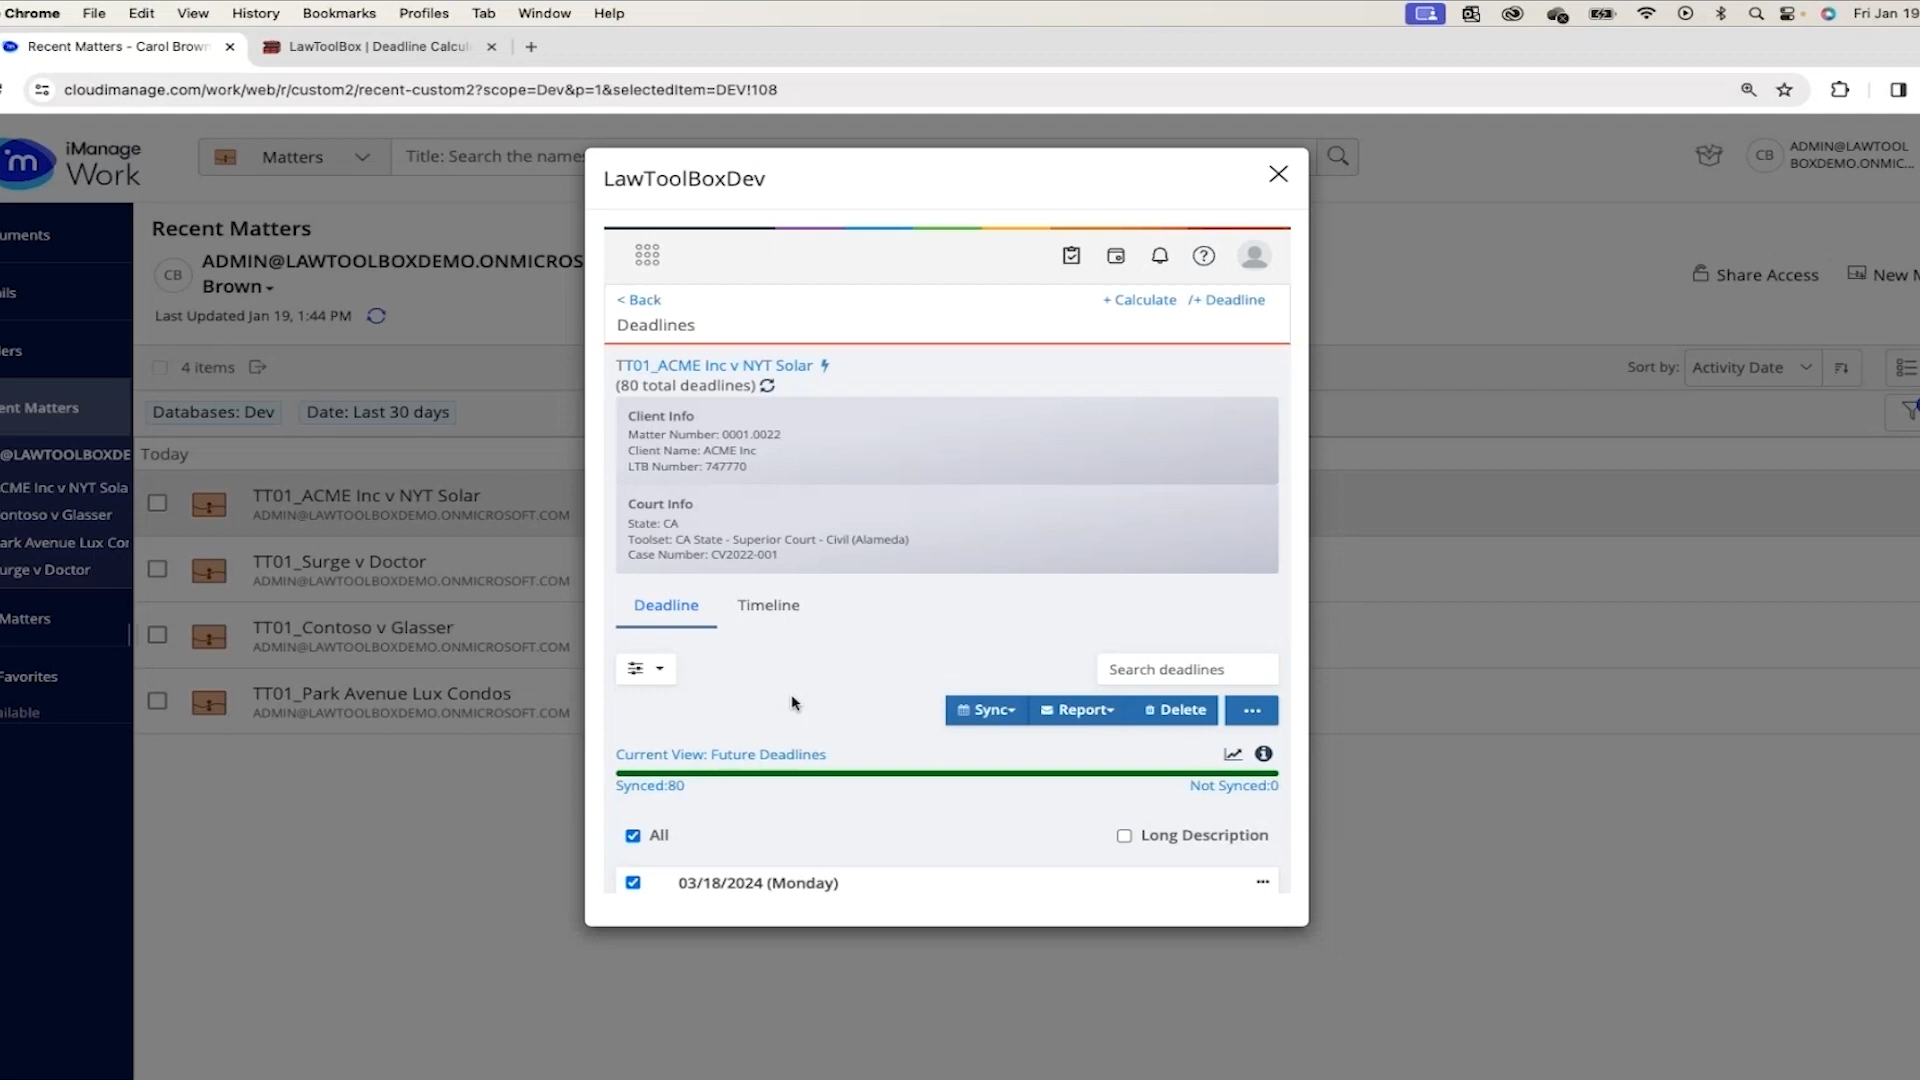 Chrome File Edit View History Bookmarks Profiles Tab Window Help Fri Jan 19
Recent Matters - Carol Brown LawToolBox | Deadline Calcul
cloudimanage.com/work/web/r/custom2/recent-custom2?scope=Dev&p=1&selectedItem=DEV!108
iManage
Work
m
Matters
Title: Search the names
CB
ADMIN@LAWTOOL
BOXDEMO.ONMIC...
uments
ils
ers
ent Matters
@LAWTOOLBOXDE
CME Inc v NYT Sola
ontoso v Glasser
ark Avenue Lux Con
urge v Doctor
Matters
Favorites
ilable
Recent Matters
CB
ADMIN@LAWTOOLBOXDEMO.ONMICROS
Brown
Last Updated Jan 19, 1:44 PM
Share Access New M
4 items
Sort by: Activity Date
Databases: Dev Date: Last 30 days
Today
TT01_ACME Inc v NYT Solar
ADMIN@LAWTOOLBOXDEMO.ONMICROSOFT.COM
TT01_Surge v Doctor
ADMIN@LAWTOOLBOXDEMO.ONMICROSOFT.COM
TT01_Contoso v Glasser
ADMIN@LAWTOOLBOXDEMO.ONMICROSOFT.COM
TT01_Park Avenue Lux Condos
ADMIN@LAWTOOLBOXDEMO.ONMICROSOFT.COM
LawToolBoxDev
< Back + Calculate /+ Deadline
Deadlines
TT01_ACME Inc v NYT Solar
(80 total deadlines)
Client Info
Matter Number: 0001.0022
Client Name: ACME Inc
LTB Number: 747770
Court Info
State: CA
Toolset: CA State - Superior Court - Civil (Alameda)
Case Number: CV2022-001
Deadline Timeline
Search deadlines
Sync Report Delete ...
Current View: Future Deadlines
Synced:80 Not Synced:0
All Long Description
03/18/2024 (Monday) ...